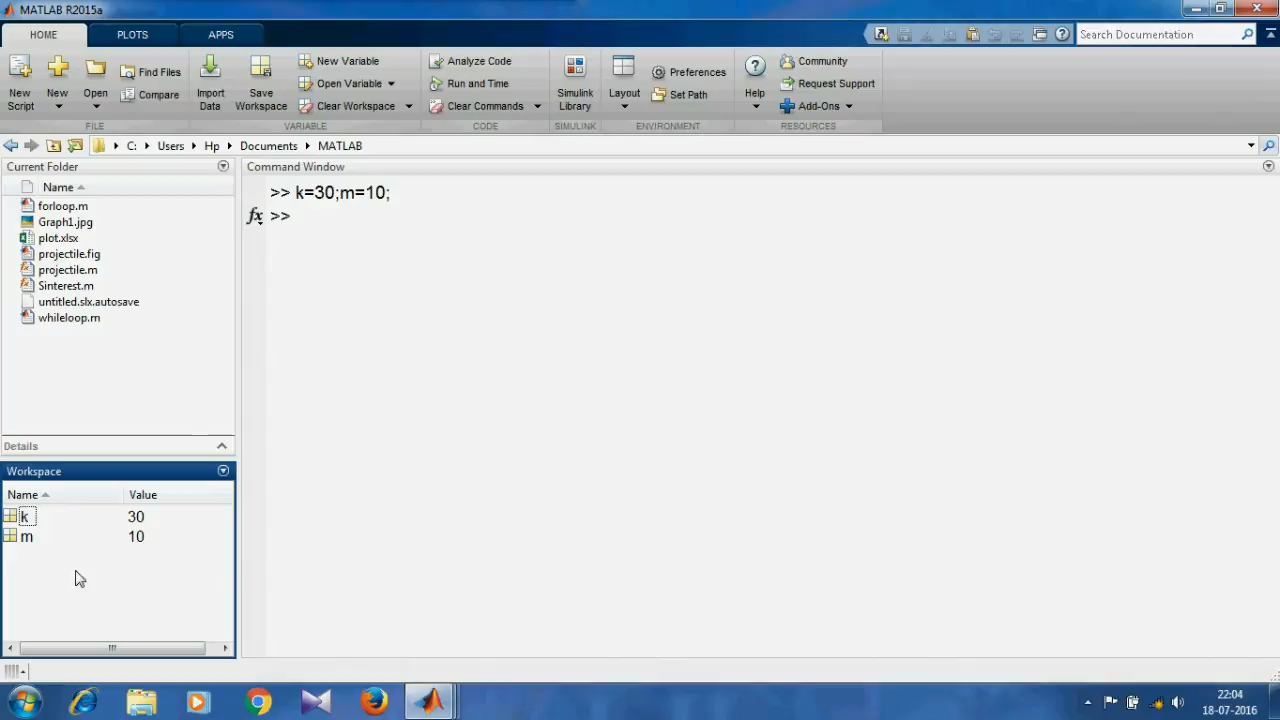 MATLAB R2015a
HOME PLOTS APPS Search Documentation
New Script
New
Open
Find Files
Compare
FILE
Import Data
Save Workspace
New Variable
Open Variable
Clear Workspace
VARIABLE
Analyze Code
Run and Time
Clear Commands
CODE
Simulink Library
SIMULINK
Layout
Preferences
Set Path
ENVIRONMENT
Help
Community
Request Support
Add-Ons
RESOURCES
C: Users Hp Documents MATLAB
Current Folder
Name
forloop.m
Graph1.jpg
plot.xlsx
projectile.fig
projectile.m
Sinterest.m
untitled.slx.autosave
whileloop.m
Details
Workspace
Name Value
k 30
m 10
Command Window
>> k=30;m=10;
fx >>
22:04
18-07-2016